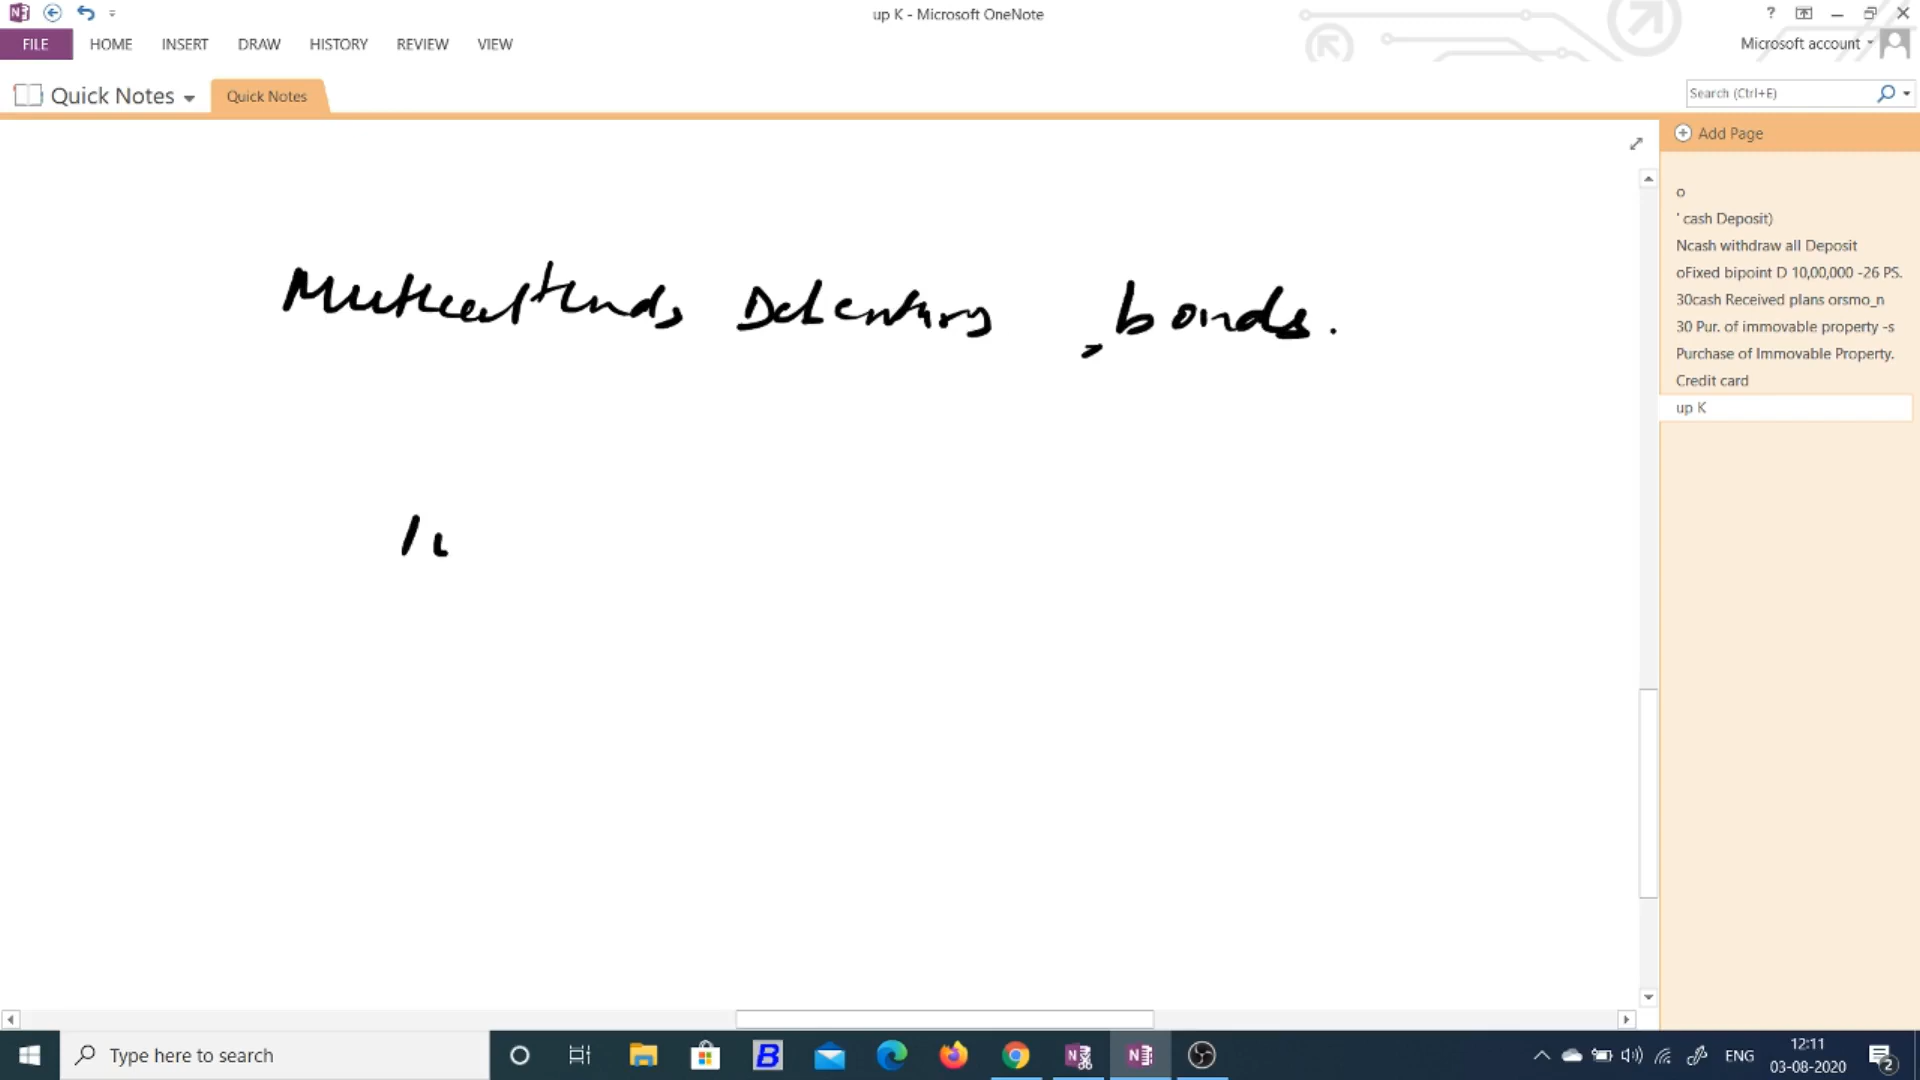 up K - Microsoft OneNote
?
FILE HOME INSERT DRAW HISTORY REVIEW VIEW
Microsoft account
Quick Notes
Quick Notes
Search (Ctrl+E)
Add Page
o
' cash Deposit)
Ncash withdraw all Deposit
oFixed bipoint D 10,00,000 -26 PS.
30cash Received plans orsmo_n
30 Pur. of immovable property -s
Purchase of Immovable Property.
Credit card
up K
bonds.
Type here to search
ENG
12:11
03-08-2020
2